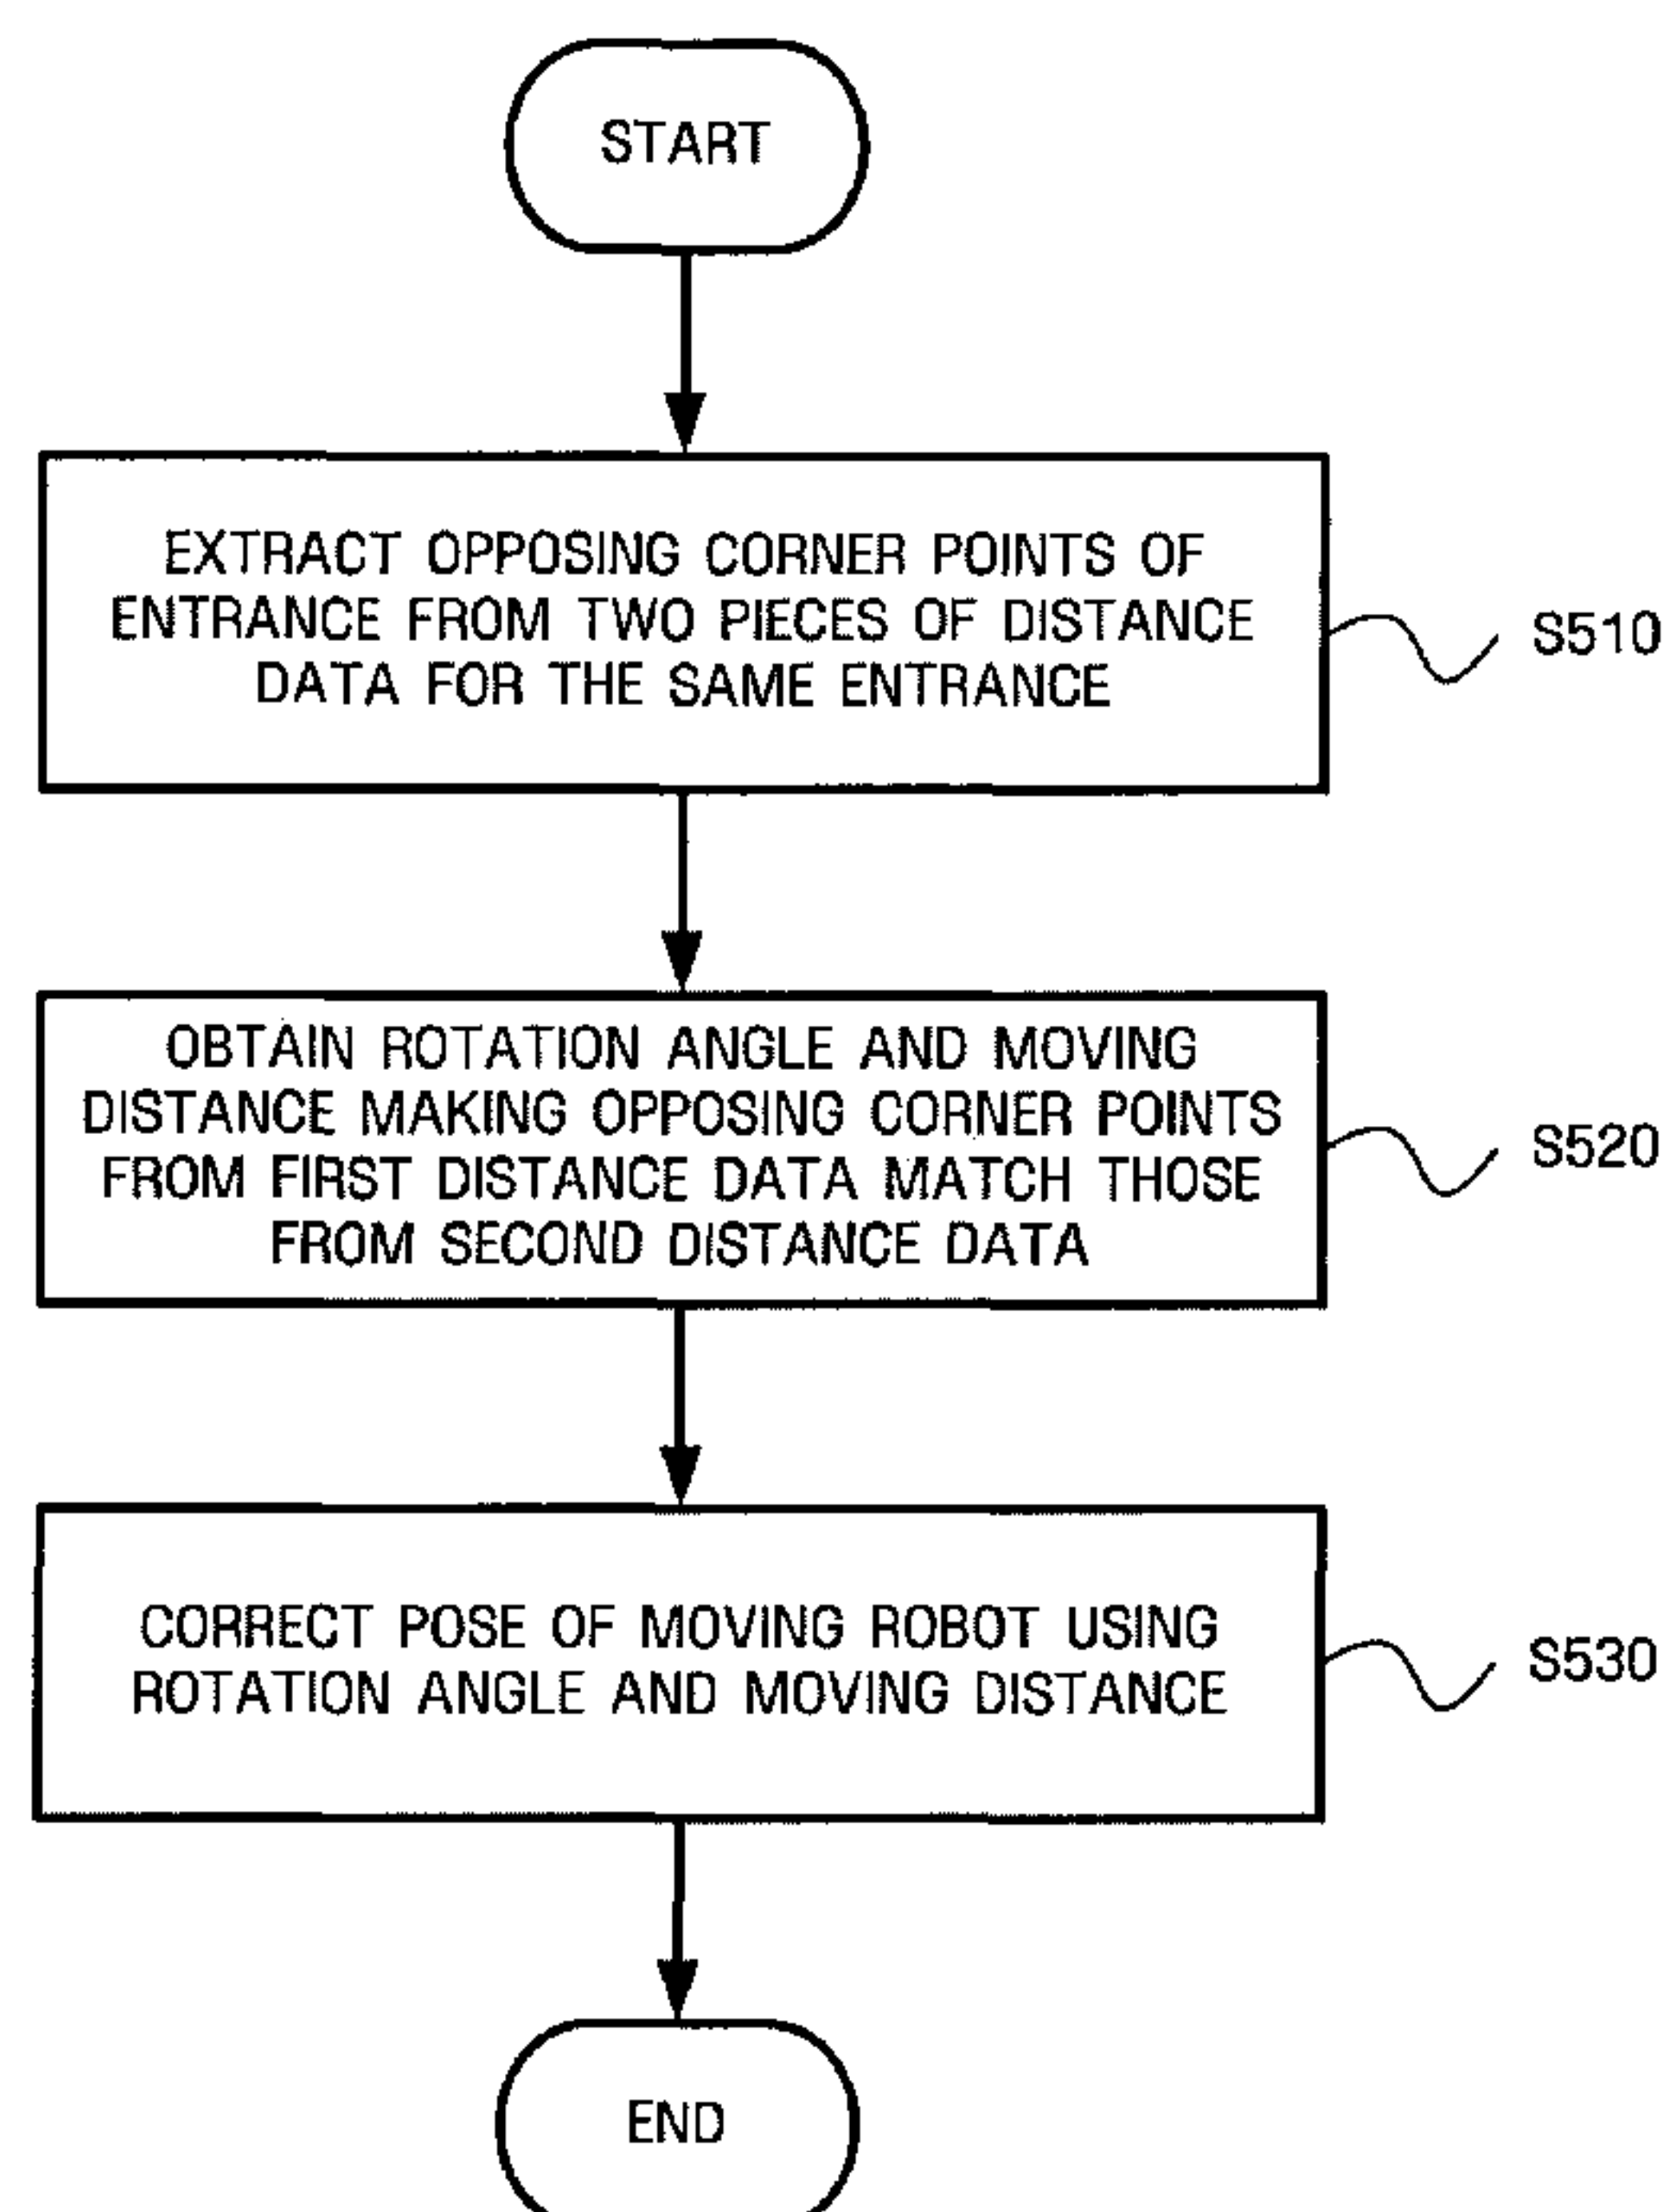 START
EXTRACT OPPOSING CORNER POINTS OF
ENTRANCE FROM TWO PIECES OF DISTANCE
DATA FOR THE SAME ENTRANCE
S510
OBTAIN ROTATION ANGLE AND MOVING
DISTANCE MAKING OPPOSING CORNER POINTS
FROM FIRST DISTANCE DATA MATCH THOSE
FROM SECOND DISTANCE DATA
S520
CORRECT POSE OF MOVING ROBOT USING
ROTATION ANGLE AND MOVING DISTANCE
S530
END